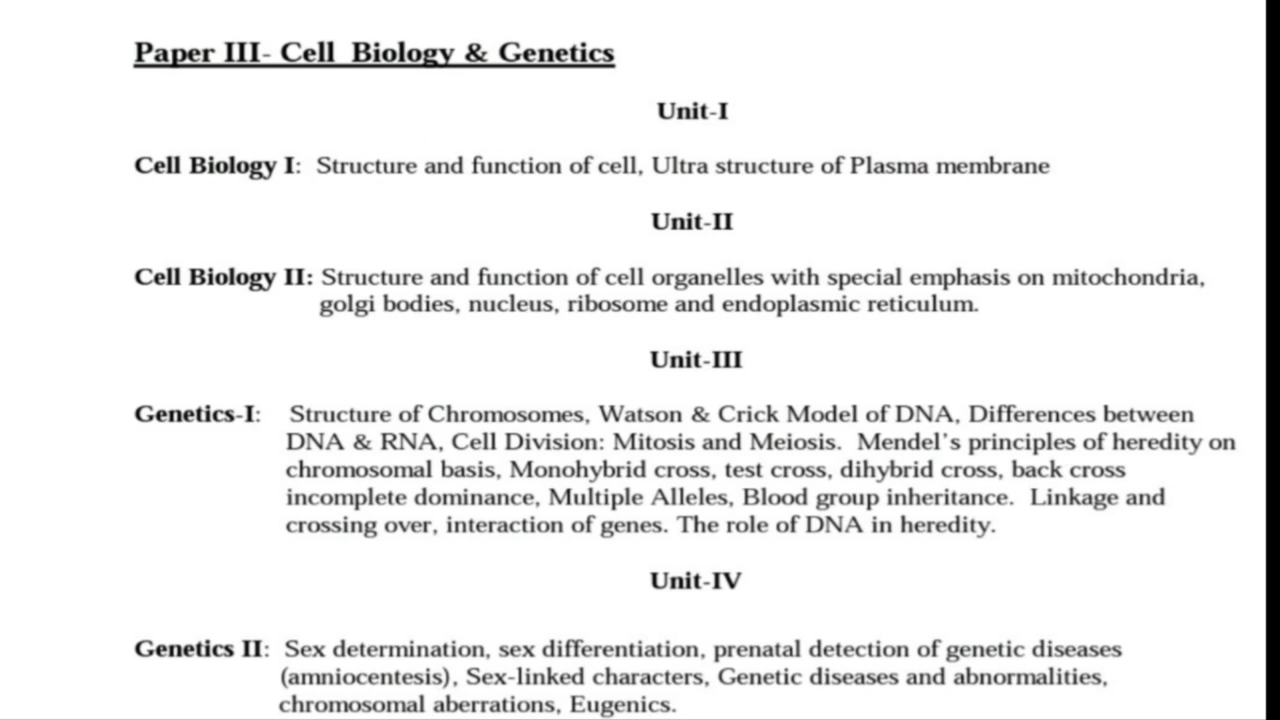 Paper III- Cell Biology & Genetics
Unit-I
Cell Biology I: Structure and function of cell, Ultra structure of Plasma membrane
Unit-II
Cell Biology II: Structure and function of cell organelles with special emphasis on mitochondria,
golgi bodies, nucleus, ribosome and endoplasmic reticulum.
Unit-III
Genetics-I: Structure of Chromosomes, Watson & Crick Model of DNA, Differences between
DNA & RNA, Cell Division: Mitosis and Meiosis. Mendel's principles of heredity on
chromosomal basis, Monohybrid cross, test cross, dihybrid cross, back cross
incomplete dominance, Multiple Alleles, Blood group inheritance. Linkage and
crossing over, interaction of genes. The role of DNA in heredity.
Unit-IV
Genetics II: Sex determination, sex differentiation, prenatal detection of genetic diseases
(amniocentesis), Sex-linked characters, Genetic diseases and abnormalities,
chromosomal aberrations, Eugenics.